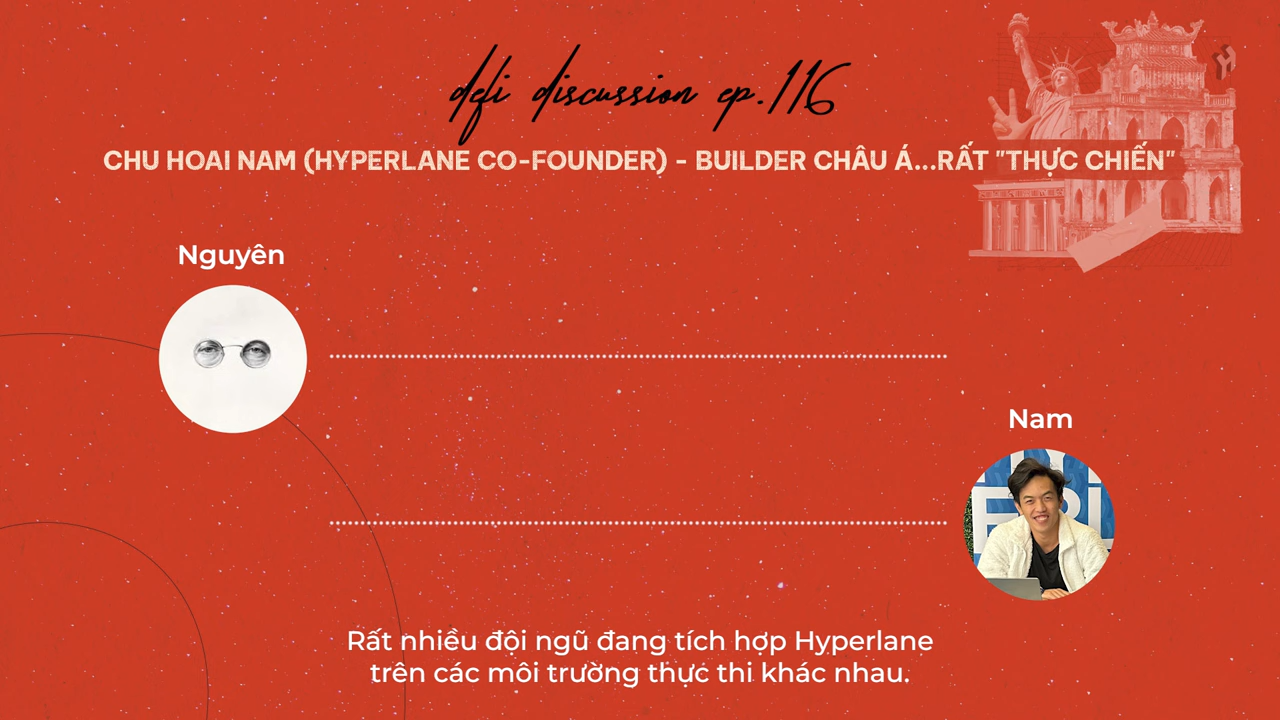 defi discussion ep.116
CHU HOAI NAM (HYPERLANE CO-FOUNDER) - BUILDER CHÂU Á...RẤT "THỰC CHIẾN"
Nguyên
Nam
Rất nhiều đội ngũ đang tích hợp Hyperlane
trên các môi trường thực thi khác nhau.